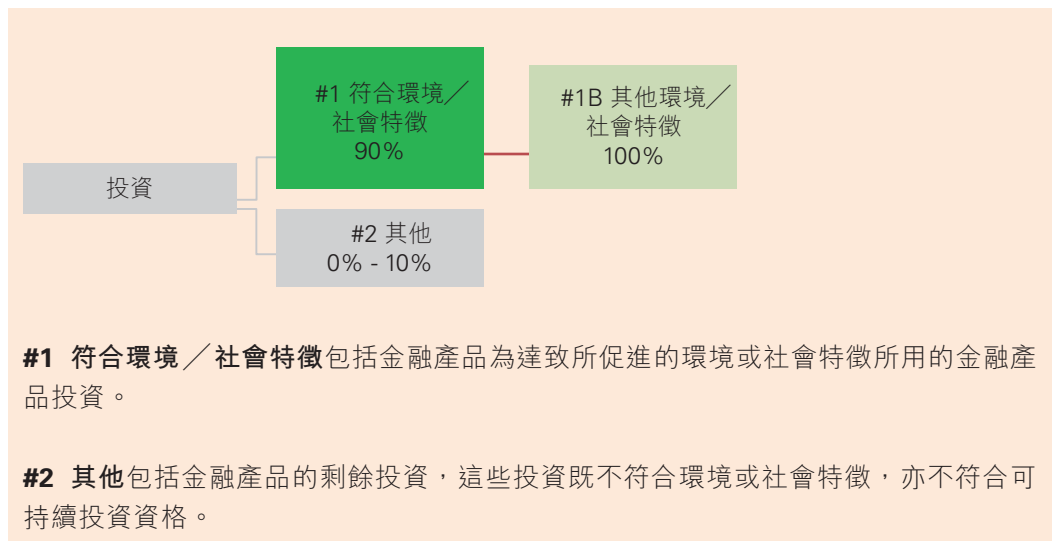 #1 符合環境╱
社會特徵
90%
#1B 其他環境╱
社會特徵
100%
投資
#2 其他
0% - 10%
#1 符合環境╱社會特徵包括金融產品為達致所促進的環境或社會特徵所用的金融產
品投資。
#2 其他包括金融產品的剩餘投資，這些投資既不符合環境或社會特徵，亦不符合可
持續投資資格。